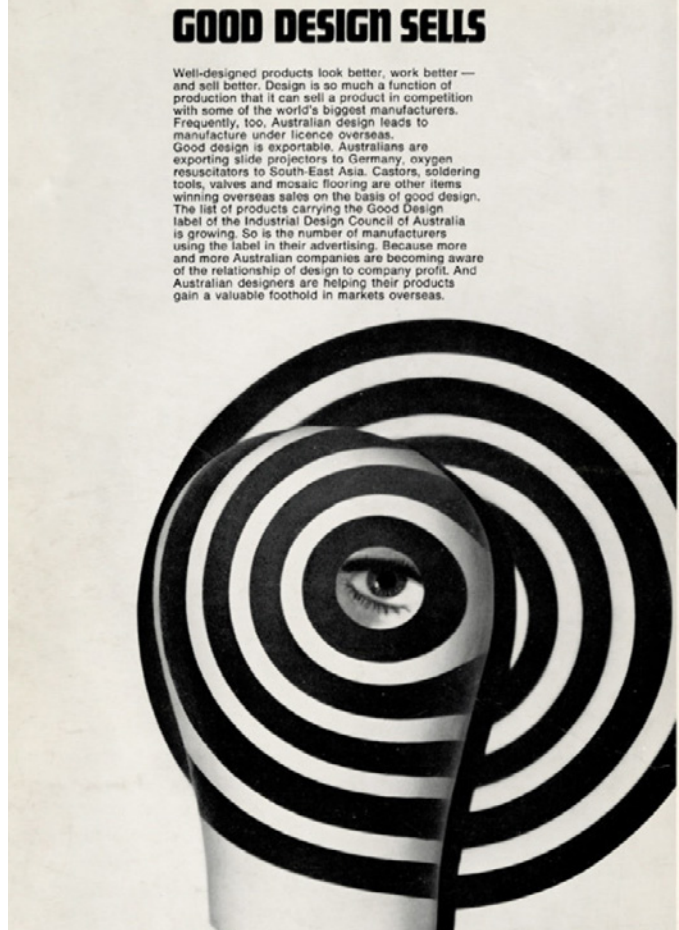 GOOD DESIGN SELLS
Well-designed products look better, work better —
and sell better. Design is so much a function of
production that it can sell a product in competition
with some of the world's biggest manufacturers.
Frequently, too, Australian design leads to
manufacture under licence overseas.
Good design is exportable. Australians are
exporting slide projectors to Germany, oxygen
resuscitators to South-East Asia. Castors, soldering
tools, valves and mosaic flooring are other items
winning overseas sales on the basis of good design.
The list of products carrying the Good Design
label of the Industrial Design Council of Australia
is growing. So is the number of manufacturers
using the label in their advertising. Because more
and more Australian companies are becoming aware
of the relationship of design to company profit. And
Australian designers are helping their products
gain a valuable foothold in markets overseas.